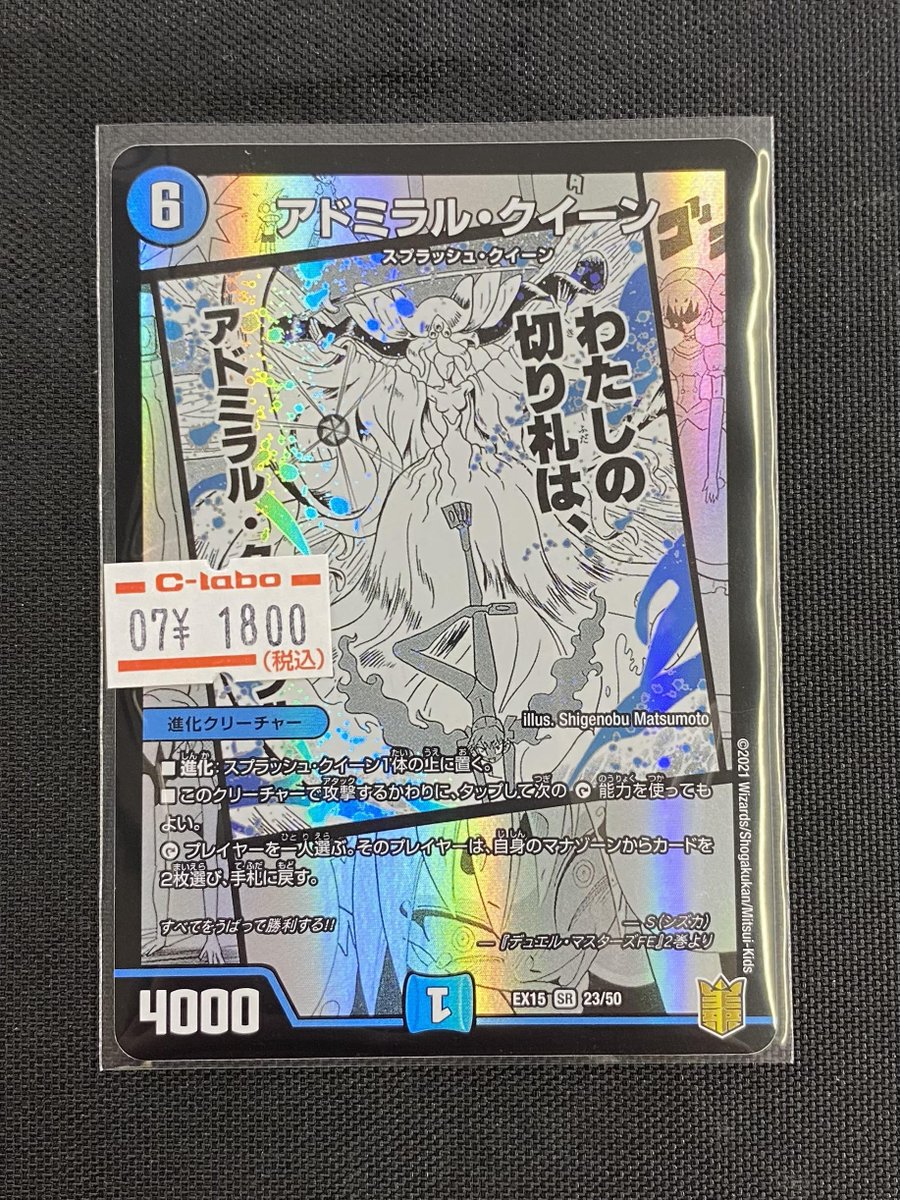 6
アドミラル・クイーン
スプラッシュ・クイーン
わたしの
切り札は、
アドミラル・ク
ゴゴ
C-labo
07¥ 1800
(税込)
進化クリーチャー
illus. Shigenobu Matsumoto
■進化:スプラッシュ・クイーン1体の上に置く。
■このクリーチャーで攻撃するかわりに、タップして次の 能力を使っても
よい。
プレイヤーを一人選ぶ。そのプレイヤーは、自身のマナゾーンからカードを
2枚選び、手札に戻す。
すべてをうばって勝利する!!
― S(シズカ)
―『デュエル・マスターズFE』2巻より
©2021 Wizards/Shogakukan/Mitsui-Kids
4000
1
EX15 SR 23/50